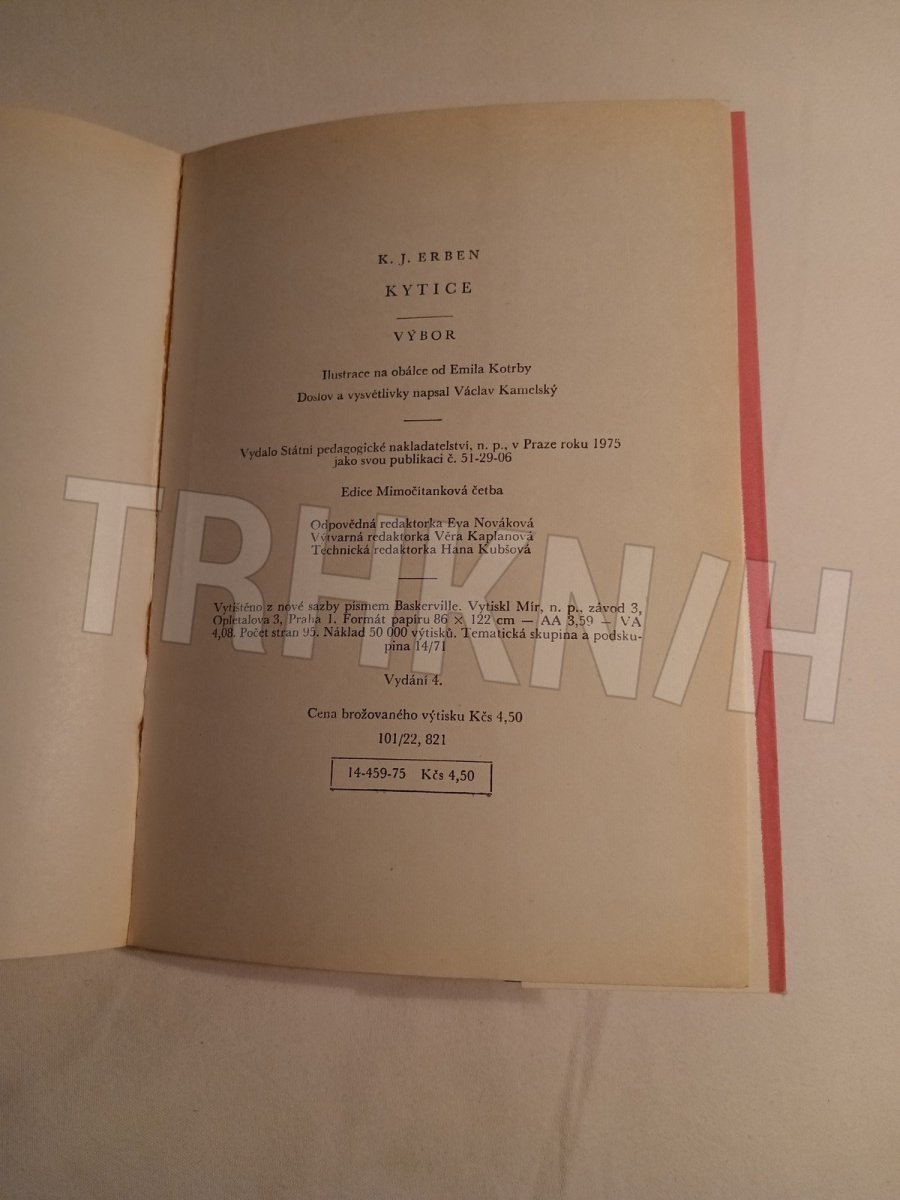 K. J. ERBEN
KYTICE
VÝBOR
Ilustrace na obálce od Emila Kotrby
Doslov a vysvětlivky napsal Václav Kamelský
Vydalo Státní pedagogické nakladatelství, n. p., v Praze roku 1975
jako svou publikaci č. 51-29-06
Edice Mimočítanková četba
Odpovědná redaktorka Eva Nováková
Výtvarná redaktorka Věra Kaplanová
Technická redaktorka Hana Kubšová
Vytištěno z nové sazby písmem Baskerville. Vytiskl Mír, n. p., závod 3,
Opletalova 3, Praha 1. Formát papíru 86 × 122 cm — AA 3,59 — VA
4,08. Počet stran 95. Náklad 50 000 výtisků. Tematická skupina a podsku-
pina 14/71
Vydání 4.
Cena brožovaného výtisku Kčs 4,50
101/22, 821
14-459-75 Kčs 4,50
TRHKN/H